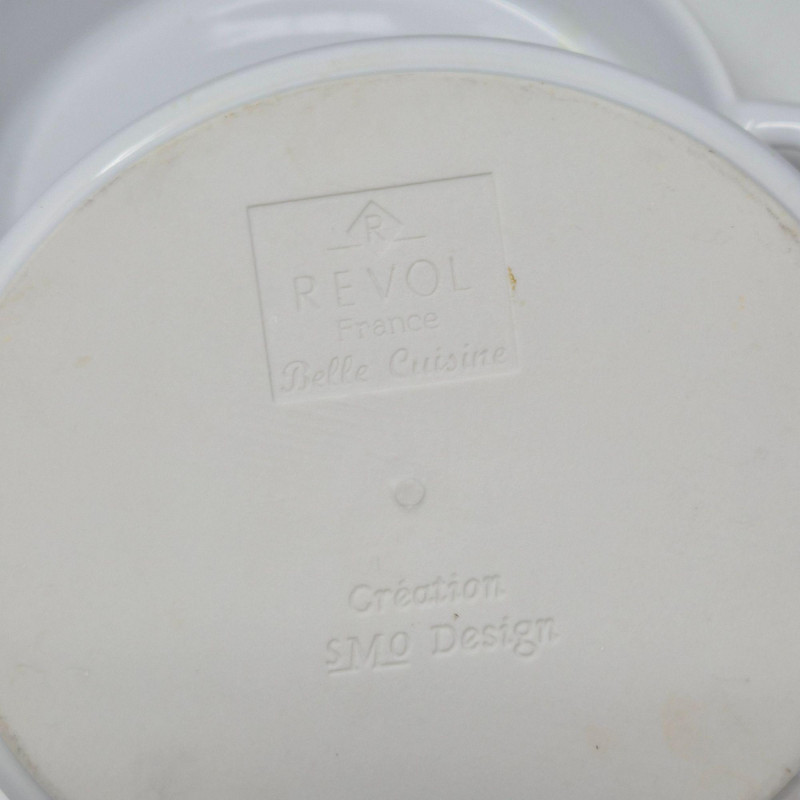 R
REVOL
France
Belle Cuisine
Création
SMO Design